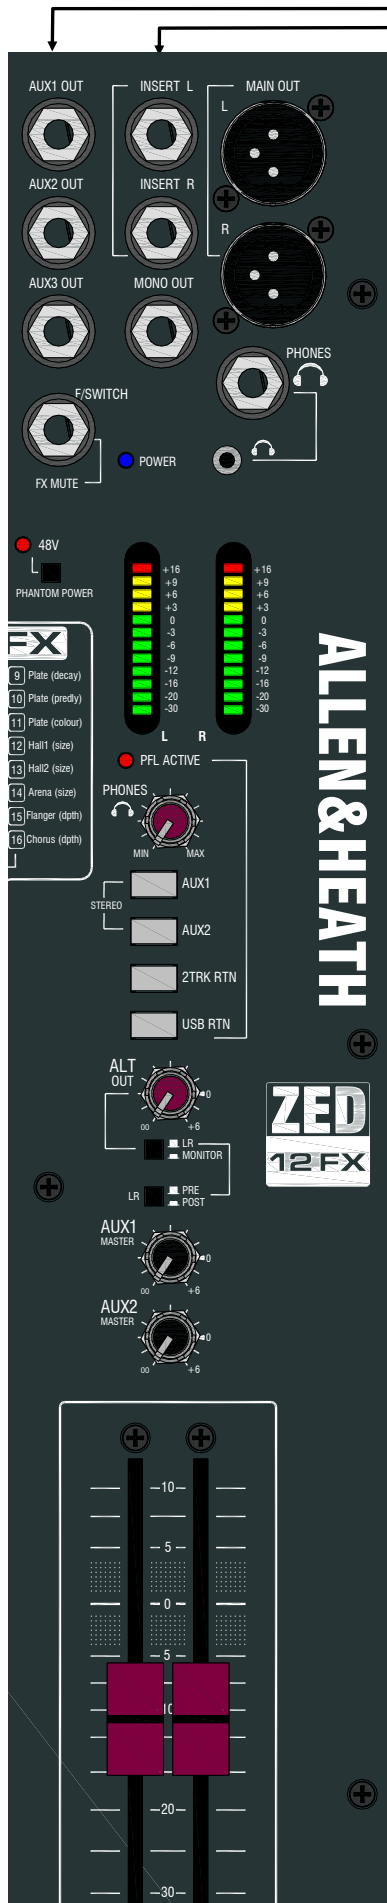 AUX1 OUT INSERT L MAIN OUT
L
AUX2 OUT INSERT R
R
AUX3 OUT MONO OUT
PHONES
F/SWITCH
POWER
FX MUTE
48V
PHANTOM POWER
+16 +16
+9 +9
+6 +6
+3 +3
0 0
-3 -3
-6 -6
-9 -9
-12 -12
-16 -16
-20 -20
-30 -30
L R
FX
9 Plate (decay)
10 Plate (predly)
11 Plate (colour)
12 Hall1 (size)
13 Hall2 (size)
14 Arena (size)
15 Flanger (dpth)
16 Chorus (dpth)
ALLEN&HEATH
PFL ACTIVE
PHONES
MIN MAX
AUX1
STEREO
AUX2
2TRK RTN
USB RTN
ALT
OUT
0
oo +6
LR
MONITOR
LR PRE
POST
ZED
12FX
AUX1
MASTER
0
oo +6
AUX2
MASTER
0
oo +6
10
5
0
5
10
20
30